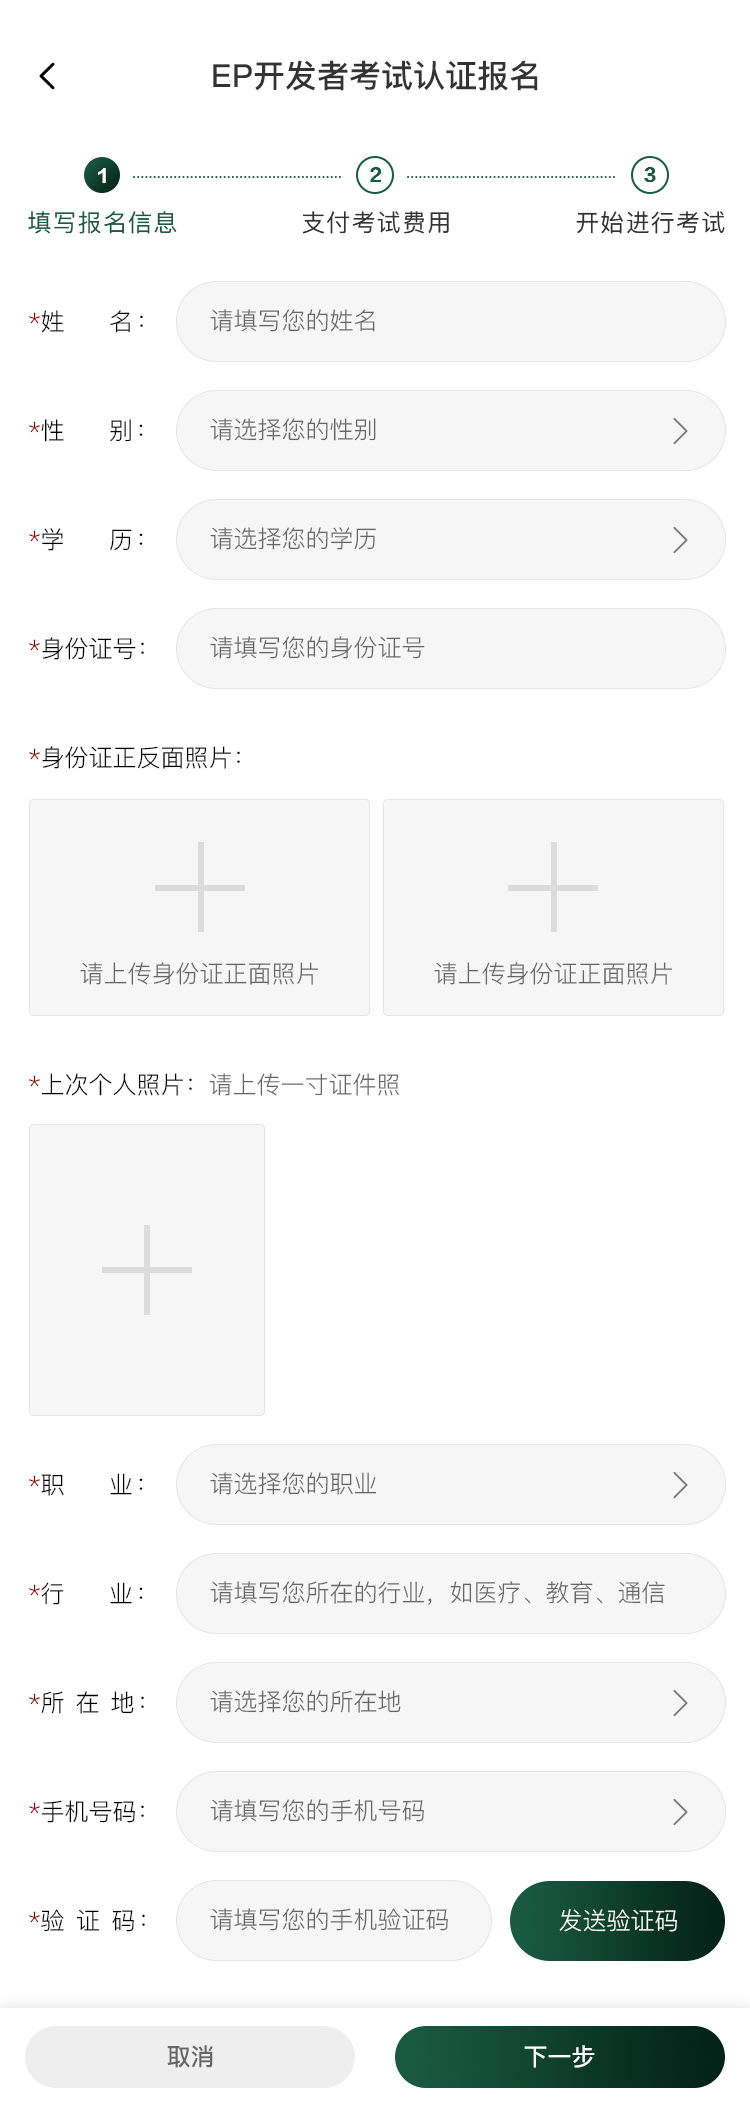 EP开发者考试认证报名
1 2 3
填写报名信息 支付考试费用 开始进行考试
*姓 名： 请填写您的姓名
*性 别： 请选择您的性别
*学 历： 请选择您的学历
*身份证号： 请填写您的身份证号
*身份证正反面照片：
请上传身份证正面照片 请上传身份证正面照片
*上次个人照片：请上传一寸证件照
*职 业： 请选择您的职业
*行 业： 请填写您所在的行业，如医疗、教育、通信
*所 在 地： 请选择您的所在地
*手机号码： 请填写您的手机号码
*验 证 码： 请填写您的手机验证码 发送验证码
取消 下一步